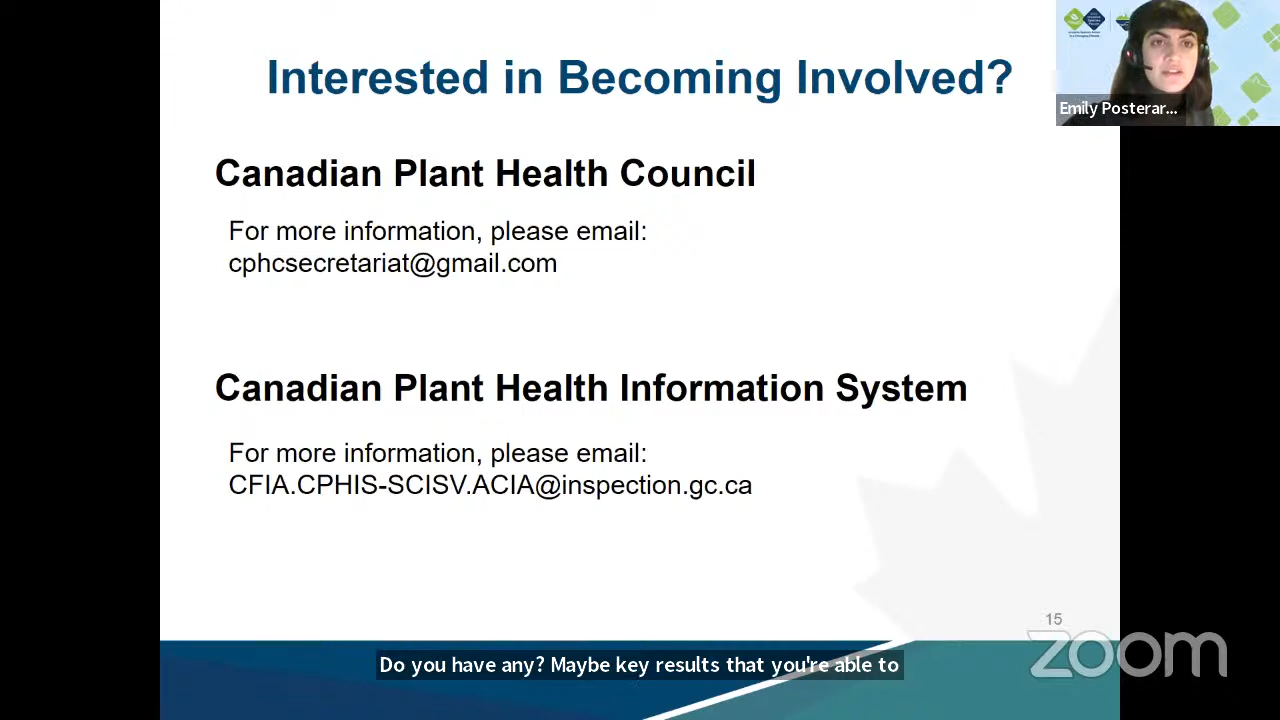 Interested in Becoming Involved?
Emily Posterar...
Canadian Plant Health Council
For more information, please email:
cphcsecretariat@gmail.com
Canadian Plant Health Information System
For more information, please email:
CFIA.CPHIS-SCISV.ACIA@inspection.gc.ca
15
zoom
Do you have any? Maybe key results that you're able to